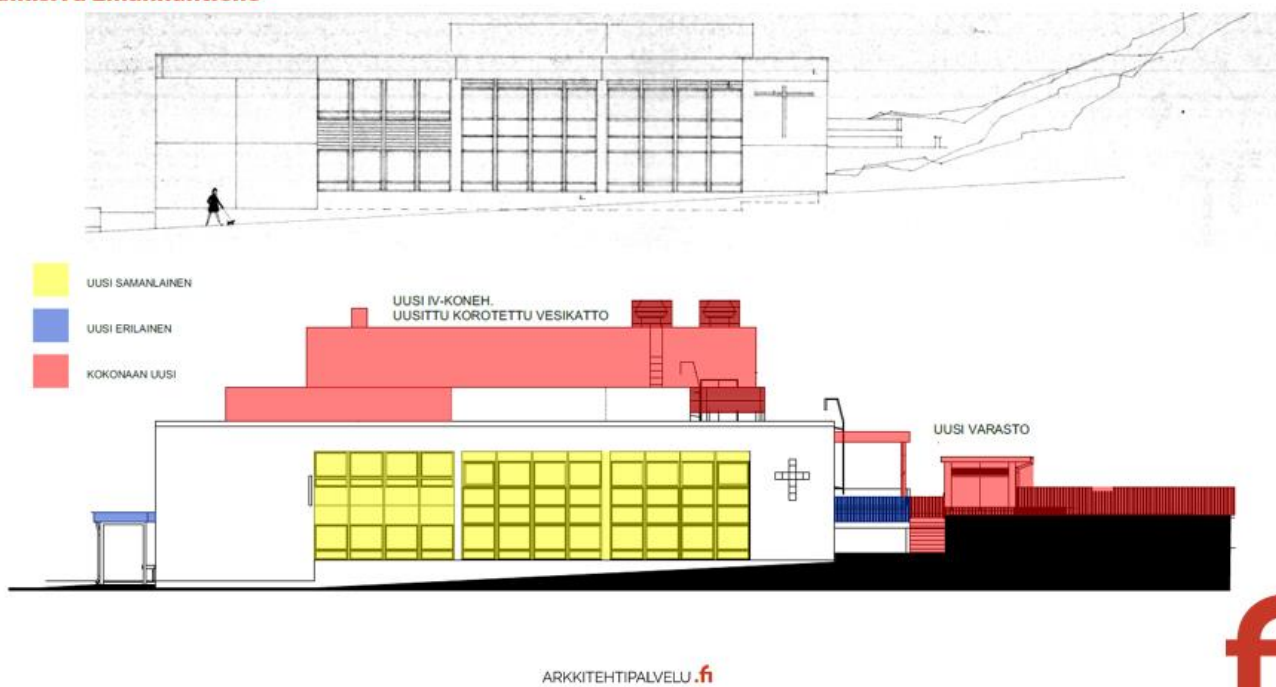 UUSI SAMANLAINEN
UUSI ERILAINEN
KOKONAAN UUSI
UUSI IV-KONEH.
UUSITTU KOROTETTU VESIKATTO
UUSI VARASTO
ARKKITEHTIPALVELU.fi
f